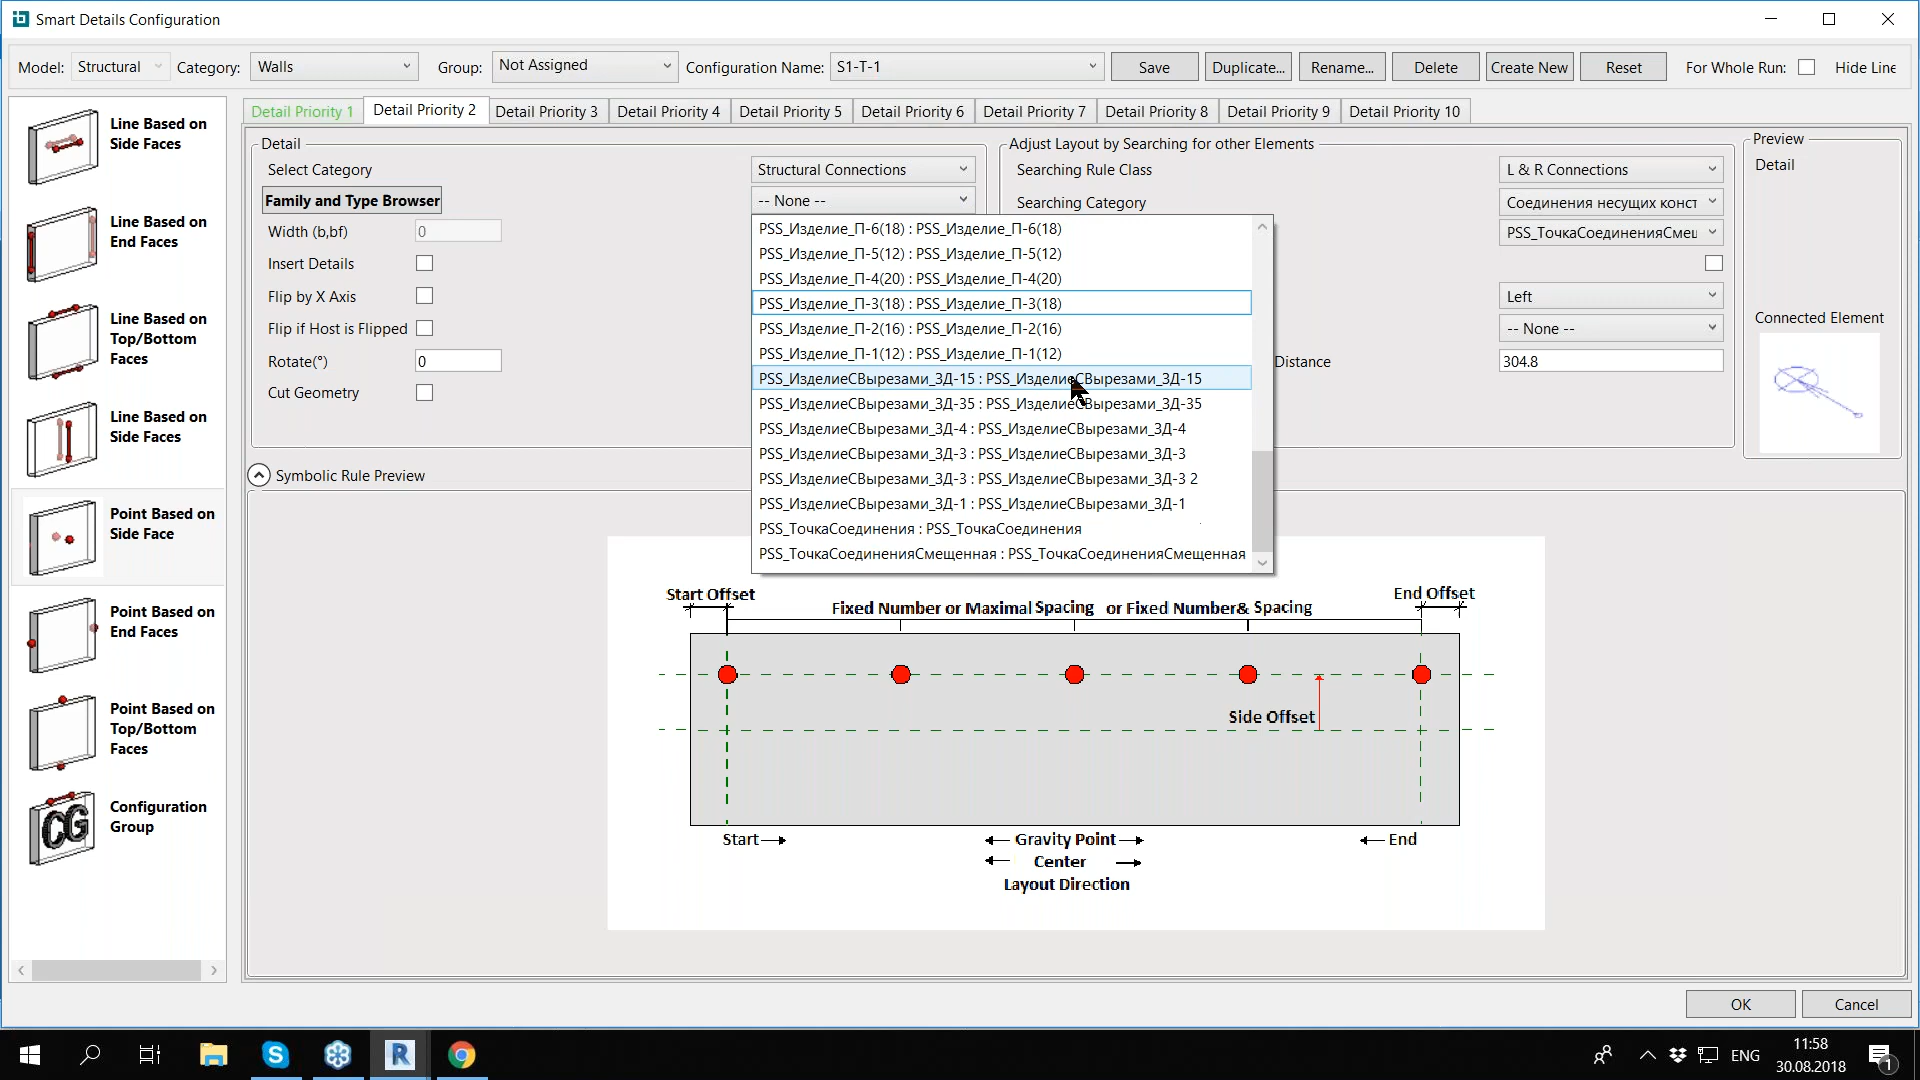 Smart Details Configuration
Model: Structural Category: Walls Group: Not Assigned Configuration Name: S1-T-1 Save Duplicate... Rename... Delete Create New Reset For Whole Run: Hide Line
Detail Priority 1 Detail Priority 2 Detail Priority 3 Detail Priority 4 Detail Priority 5 Detail Priority 6 Detail Priority 7 Detail Priority 8 Detail Priority 9 Detail Priority 10
Line Based on
Side Faces
Line Based on
End Faces
Line Based on
Top/Bottom
Faces
Line Based on
Side Faces
Point Based on
Side Face
Point Based on
End Faces
Point Based on
Top/Bottom
Faces
CG
Configuration
Group
Detail
Select Category Structural Connections
Family and Type Browser -- None --
Width (b,bf) 0
Insert Details
Flip by X Axis
Flip if Host is Flipped
Rotate(°) 0
Cut Geometry
PSS_Изделие_П-6(18) : PSS_Изделие_П-6(18)
PSS_Изделие_П-5(12) : PSS_Изделие_П-5(12)
PSS_Изделие_П-4(20) : PSS_Изделие_П-4(20)
PSS_Изделие_П-3(18) : PSS_Изделие_П-3(18)
PSS_Изделие_П-2(16) : PSS_Изделие_П-2(16)
PSS_Изделие_П-1(12) : PSS_Изделие_П-1(12)
PSS_ИзделиеСВырезами_ЗД-15 : PSS_ИзделиеСВырезами_ЗД-15
PSS_ИзделиеСВырезами_ЗД-35 : PSS_ИзделиеСВырезами_ЗД-35
PSS_ИзделиеСВырезами_ЗД-4 : PSS_ИзделиеСВырезами_ЗД-4
PSS_ИзделиеСВырезами_ЗД-3 : PSS_ИзделиеСВырезами_ЗД-3
PSS_ИзделиеСВырезами_ЗД-3 : PSS_ИзделиеСВырезами_ЗД-3 2
PSS_ИзделиеСВырезами_ЗД-1 : PSS_ИзделиеСВырезами_ЗД-1
PSS_ТочкаСоединения : PSS_ТочкаСоединения
PSS_ТочкаСоединенияСмещенная : PSS_ТочкаСоединенияСмещенная
Adjust Layout by Searching for other Elements
Searching Rule Class L & R Connections
Searching Category Соединения несущих конст
PSS_ТочкаСоединенияСмец
Left
-- None --
Distance 304.8
Preview
Detail
Connected Element
Symbolic Rule Preview
Start Offset End Offset
Fixed Number or Maximal Spacing or Fixed Number& Spacing
Side Offset
Start Gravity Point End
Center
Layout Direction
OK Cancel
ENG 11:58
30.08.2018
1